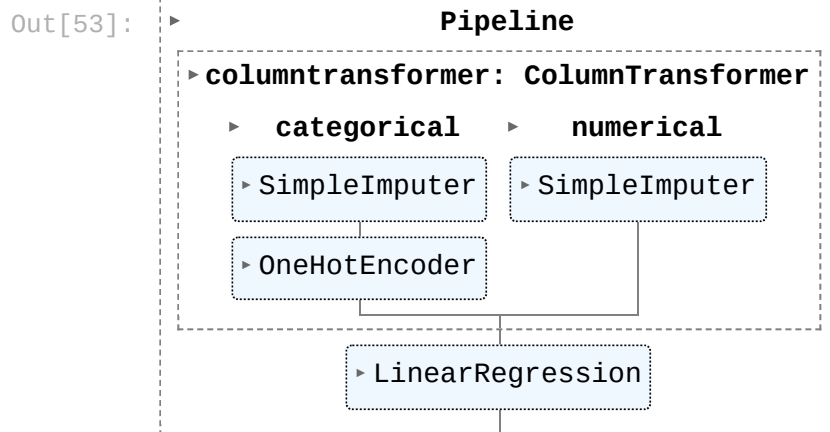 Out[53]:
Pipeline
columntransformer: ColumnTransformer
categorical numerical
SimpleImputer SimpleImputer
OneHotEncoder
LinearRegression